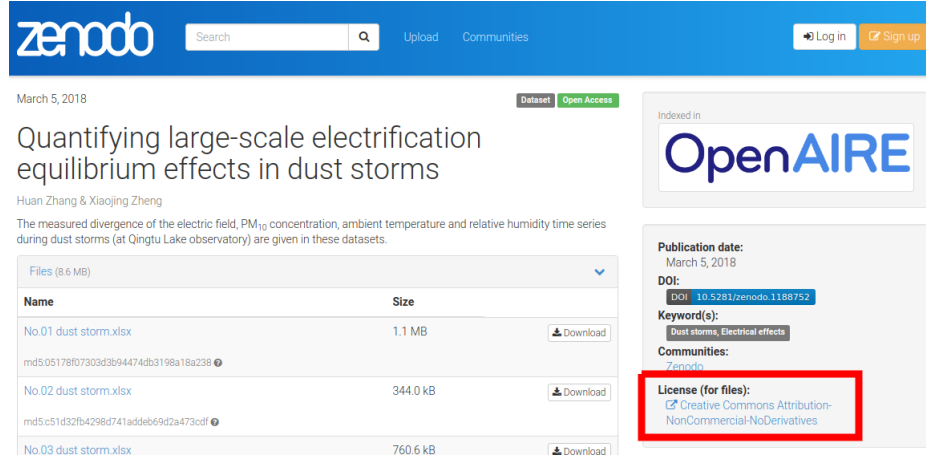 zenodo
Search
Upload Communities
Log in
Sign up
March 5, 2018
Dataset Open Access
Quantifying large-scale electrification
equilibrium effects in dust storms
Huan Zhang & Xiaojing Zheng
The measured divergence of the electric field, PM10 concentration, ambient temperature and relative humidity time series
during dust storms (at Qingtu Lake observatory) are given in these datasets.
Files (8.6 MB)
Name Size
No.01 dust storm.xlsx 1.1 MB Download
md5:05178f07303d3b94474db3198a18a238
No.02 dust storm.xlsx 344.0 kB Download
md5:c51d32fb4298d741addeb69d2a473cdf
No.03 dust storm.xlsx 760.6 kB Download
Indexed in
OpenAIRE
Publication date:
March 5, 2018
DOI:
DOI 10.5281/zenodo.1188752
Keyword(s):
Dust storms, Electrical effects
Communities:
Zenodo
License (for files):
Creative Commons Attribution-
NonCommercial-NoDerivatives